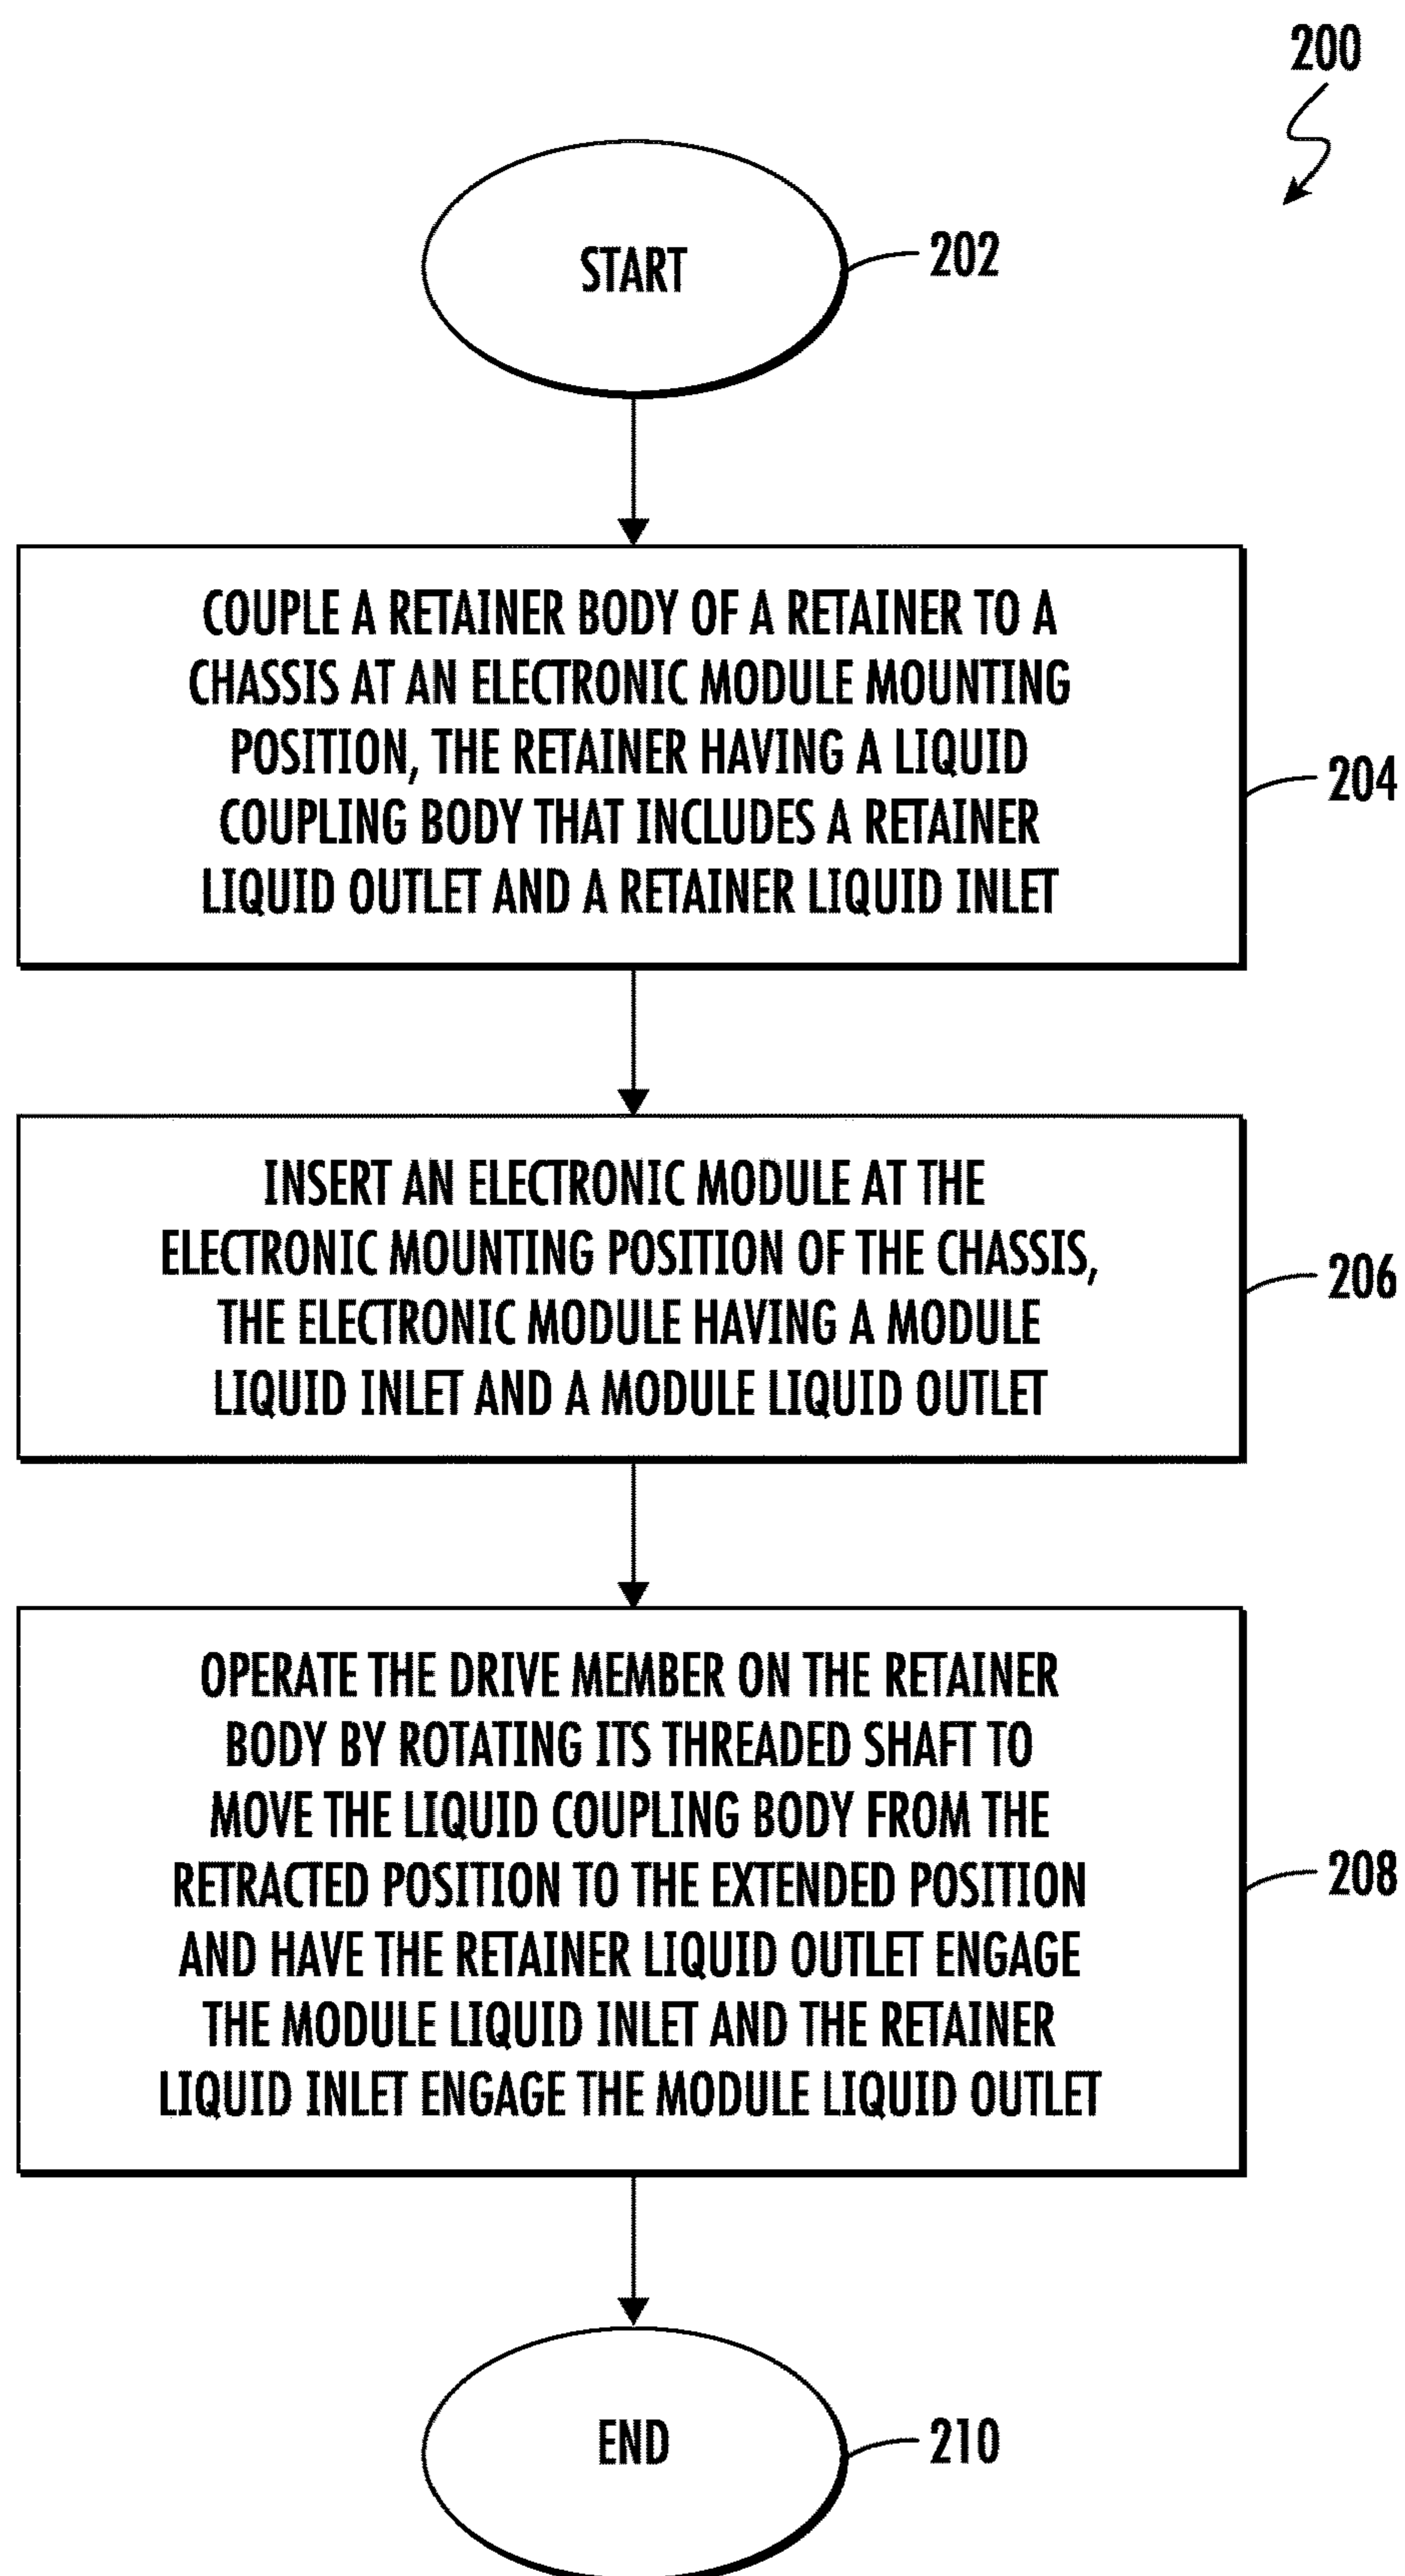 200
START
202
COUPLE A RETAINER BODY OF A RETAINER TO A
CHASSIS AT AN ELECTRONIC MODULE MOUNTING
POSITION, THE RETAINER HAVING A LIQUID
COUPLING BODY THAT INCLUDES A RETAINER
LIQUID OUTLET AND A RETAINER LIQUID INLET
204
INSERT AN ELECTRONIC MODULE AT THE
ELECTRONIC MOUNTING POSITION OF THE CHASSIS,
THE ELECTRONIC MODULE HAVING A MODULE
LIQUID INLET AND A MODULE LIQUID OUTLET
206
OPERATE THE DRIVE MEMBER ON THE RETAINER
BODY BY ROTATING ITS THREADED SHAFT TO
MOVE THE LIQUID COUPLING BODY FROM THE
RETRACTED POSITION TO THE EXTENDED POSITION
AND HAVE THE RETAINER LIQUID OUTLET ENGAGE
THE MODULE LIQUID INLET AND THE RETAINER
LIQUID INLET ENGAGE THE MODULE LIQUID OUTLET
208
END
210